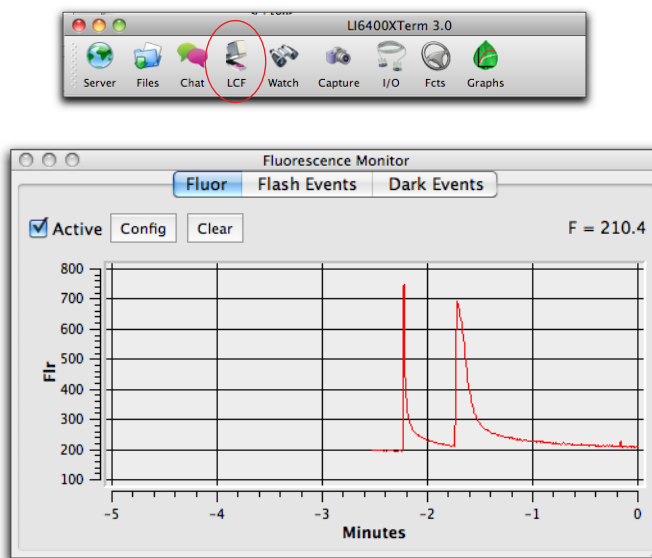 LI6400XTerm 3.0
Server Files Chat LCF Watch Capture I/O Fcts Graphs
Fluorescence Monitor
Fluor Flash Events Dark Events
Active Config Clear F = 210.4
800
700
600
500
400
300
200
100
Flr
-5 -4 -3 -2 -1 0
Minutes